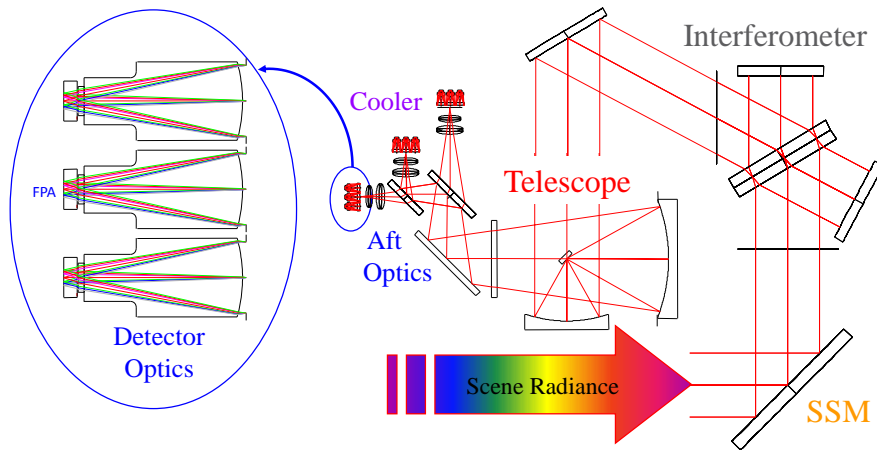 Interferometer
Cooler
FPA
Telescope
Aft
Optics
Detector
Optics
Scene Radiance
SSM